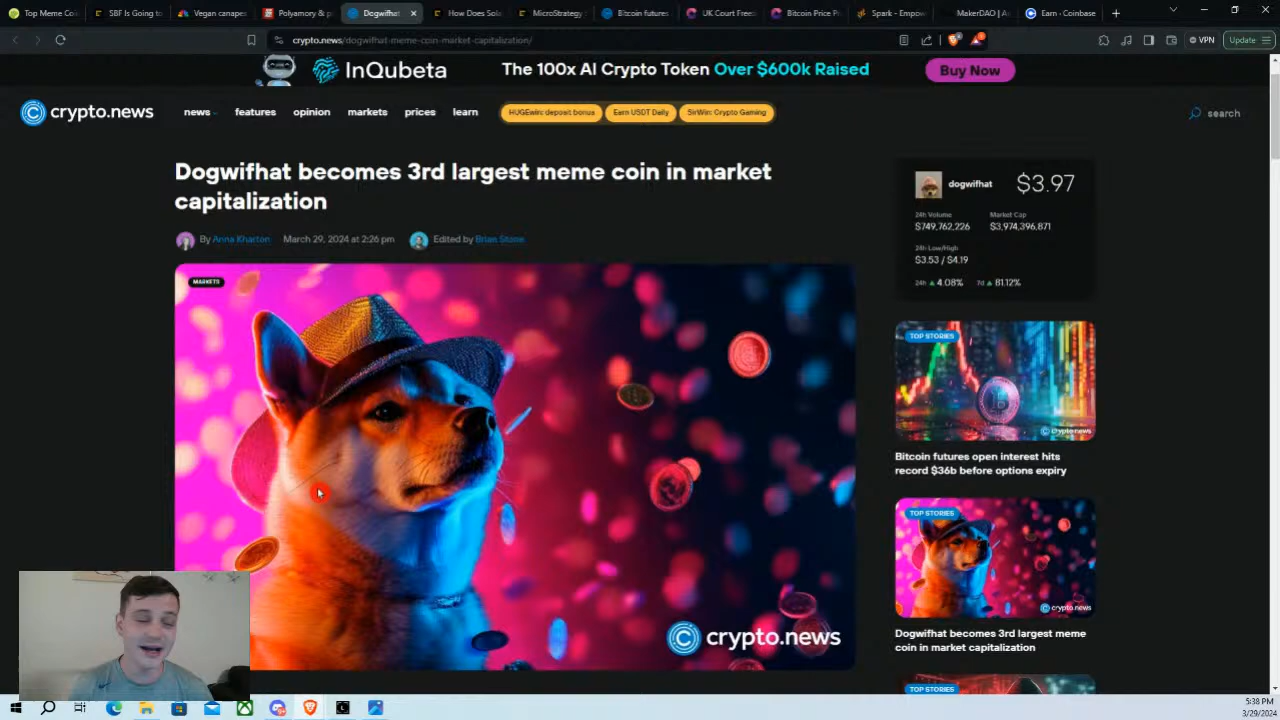 Top Meme Coi
SBF Is Going to
Vegan canapes
Polyamory & p
Dogwifhat
How Does Sola
MicroStrategy
Bitcoin futures
UK Court Free
Bitcoin Price P
Spark - Empow
MakerDAO | A
Earn - Coinbase
crypto.news/dogwifhat-meme-coin-market-capitalization/
VPN
Update
InQubeta
The 100x AI Crypto Token Over $600k Raised
Buy Now
crypto.news
news
features
opinion
markets
prices
learn
HUGEwin: deposit bonus
Earn USDT Daily
SirWin: Crypto Gaming
search
Dogwifhat becomes 3rd largest meme coin in market
capitalization
By Anna Kharton
March 29, 2024 at 2:26 pm
Edited by Brian Stone
MARKETS
crypto.news
dogwifhat
$3.97
24h Volume
Market Cap
$749,762,226
$3,974,396,871
24h Low/High
$3.53 / $4.19
24h 4.08%
7d 81.12%
TOP STORIES
crypto.news
Bitcoin futures open interest hits
record $36b before options expiry
TOP STORIES
crypto.news
Dogwifhat becomes 3rd largest meme
coin in market capitalization
TOP STORIES
5:38 PM
3/29/2024